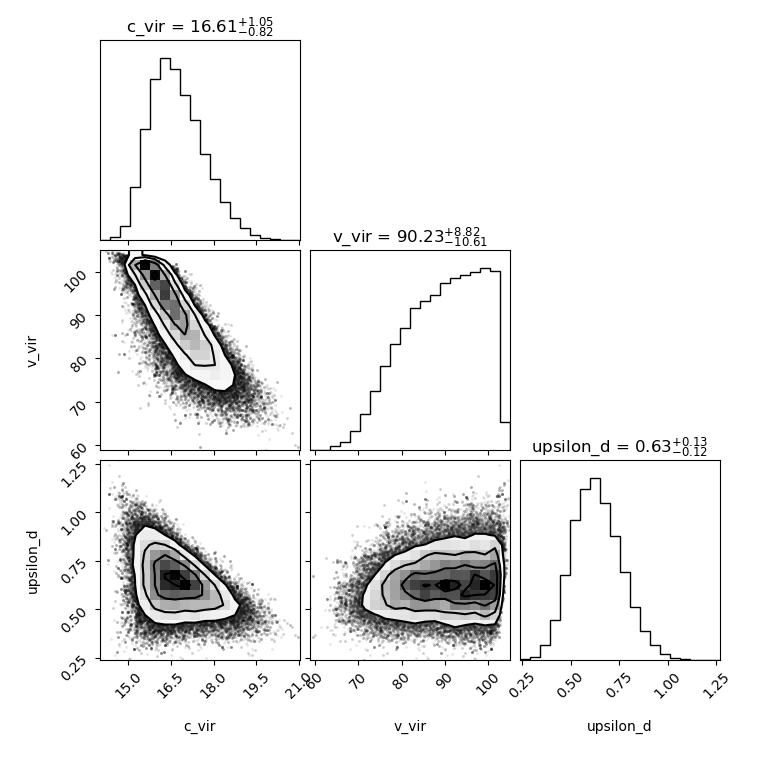 c_vir = 16.61+1.05−0.82
v_vir = 90.23+8.82−10.61
v_vir
100
90
80
70
60
upsilon_d = 0.63+0.13−0.12
upsilon_d
1.25
1.00
0.75
0.50
0.25
15.0 16.5 18.0 19.5 21.0 60 70 80 90 100 0.25 0.50 0.75 1.00 1.25
c_vir v_vir upsilon_d